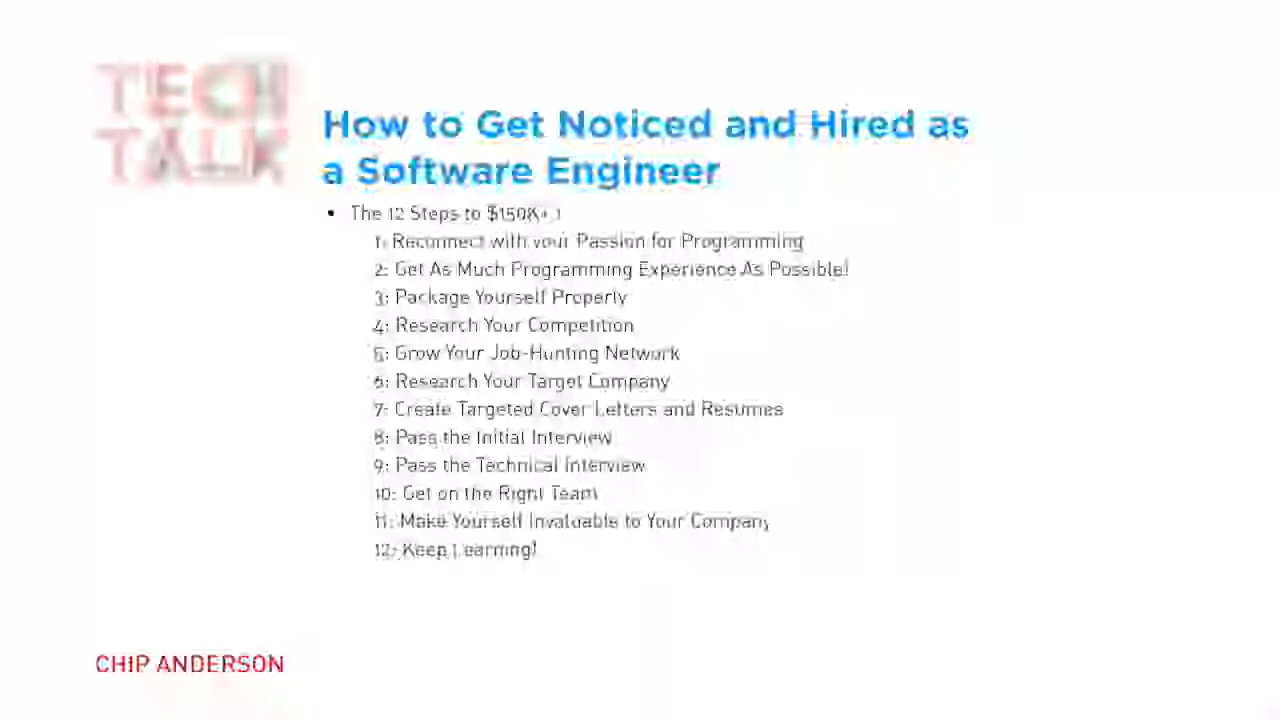 TECH
TALK
How to Get Noticed and Hired as
a Software Engineer
• The 12 Steps to $150K+ !
1: Reconnect with your Passion for Programming
2: Get As Much Programming Experience As Possible!
3: Package Yourself Properly
4: Research Your Competition
5: Grow Your Job-Hunting Network
6: Research Your Target Company
7: Create Targeted Cover Letters and Resumes
8: Pass the Initial Interview
9: Pass the Technical Interview
10: Get on the Right Team
11: Make Yourself Invaluable to Your Company
12: Keep Learning!
CHIP ANDERSON